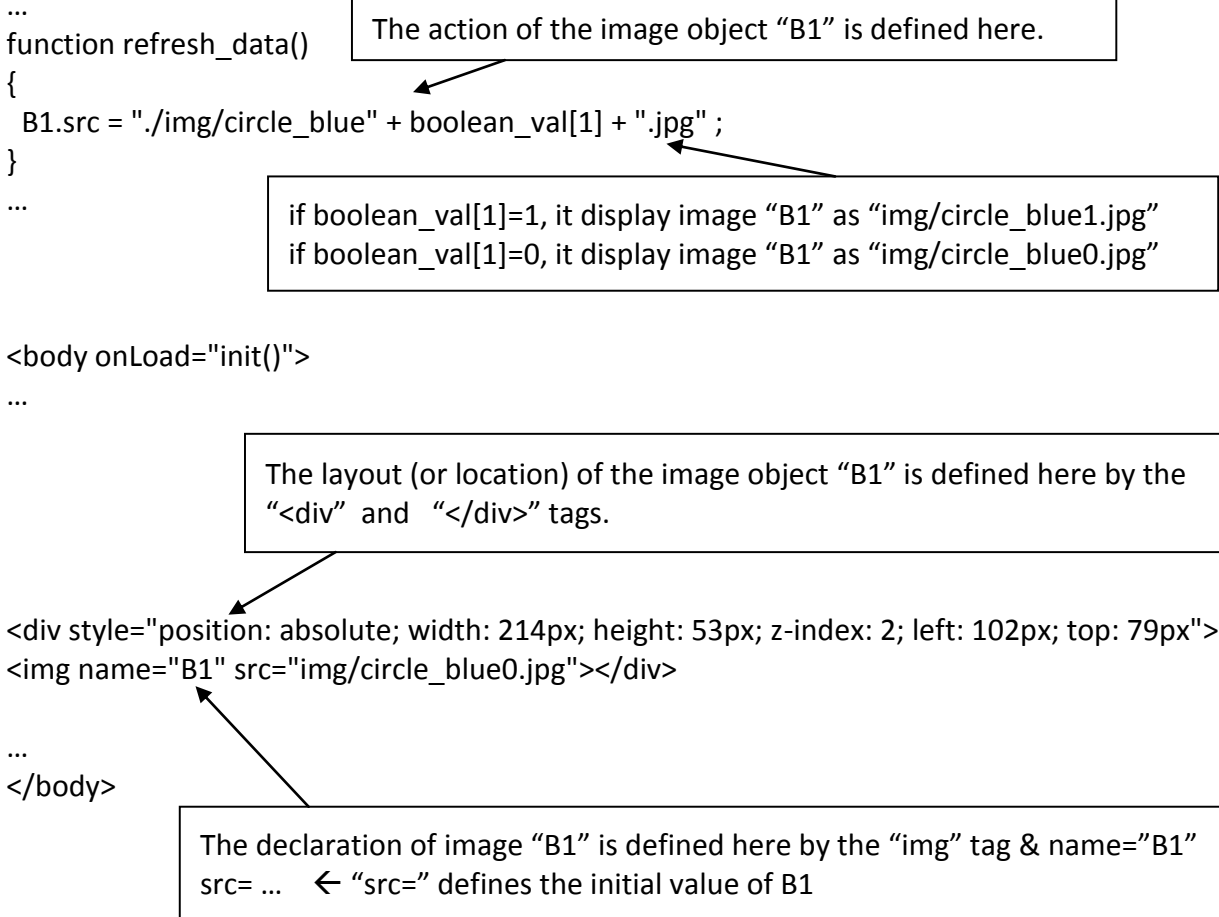 ...
function refresh_data()
The action of the image object “B1” is defined here.
{
B1.src = "./img/circle_blue" + boolean_val[1] + ".jpg" ;
}
...
if boolean_val[1]=1, it display image “B1” as “img/circle_blue1.jpg”
if boolean_val[1]=0, it display image “B1” as “img/circle_blue0.jpg”
<body onLoad="init()">
...
The layout (or location) of the image object “B1” is defined here by the
“<div” and “</div>” tags.
<div style="position: absolute; width: 214px; height: 53px; z-index: 2; left: 102px; top: 79px">
<img name="B1" src="img/circle_blue0.jpg"></div>
...
</body>
The declaration of image “B1” is defined here by the “img” tag & name=”B1”
src= ... ← “src=” defines the initial value of B1